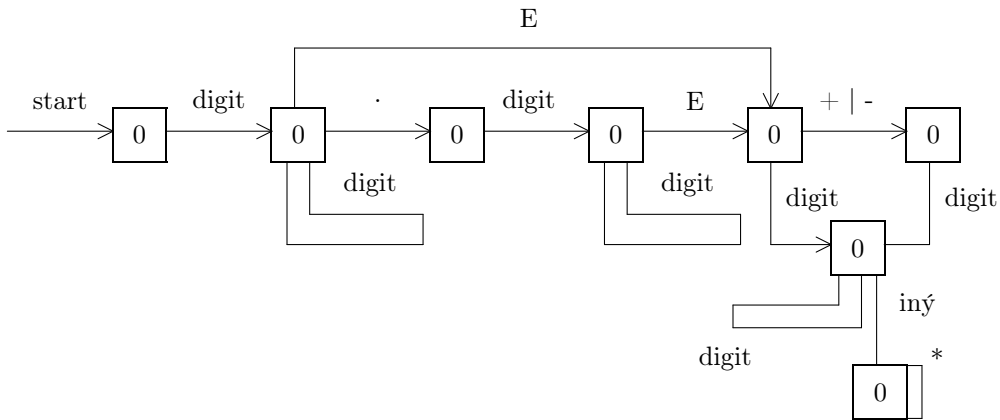 E
start digit · digit E + | -
0 0 0 0 0 0
digit digit digit digit
0
iný
digit *
0